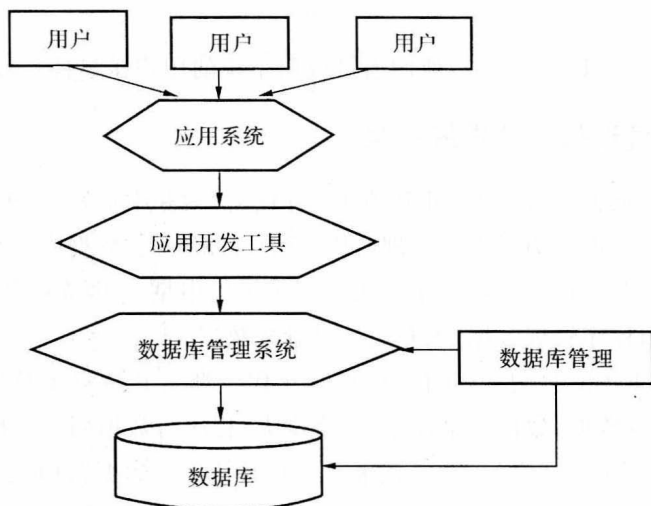 用户
用户
用户
应用系统
应用开发工具
数据库管理系统
数据库管理
数据库